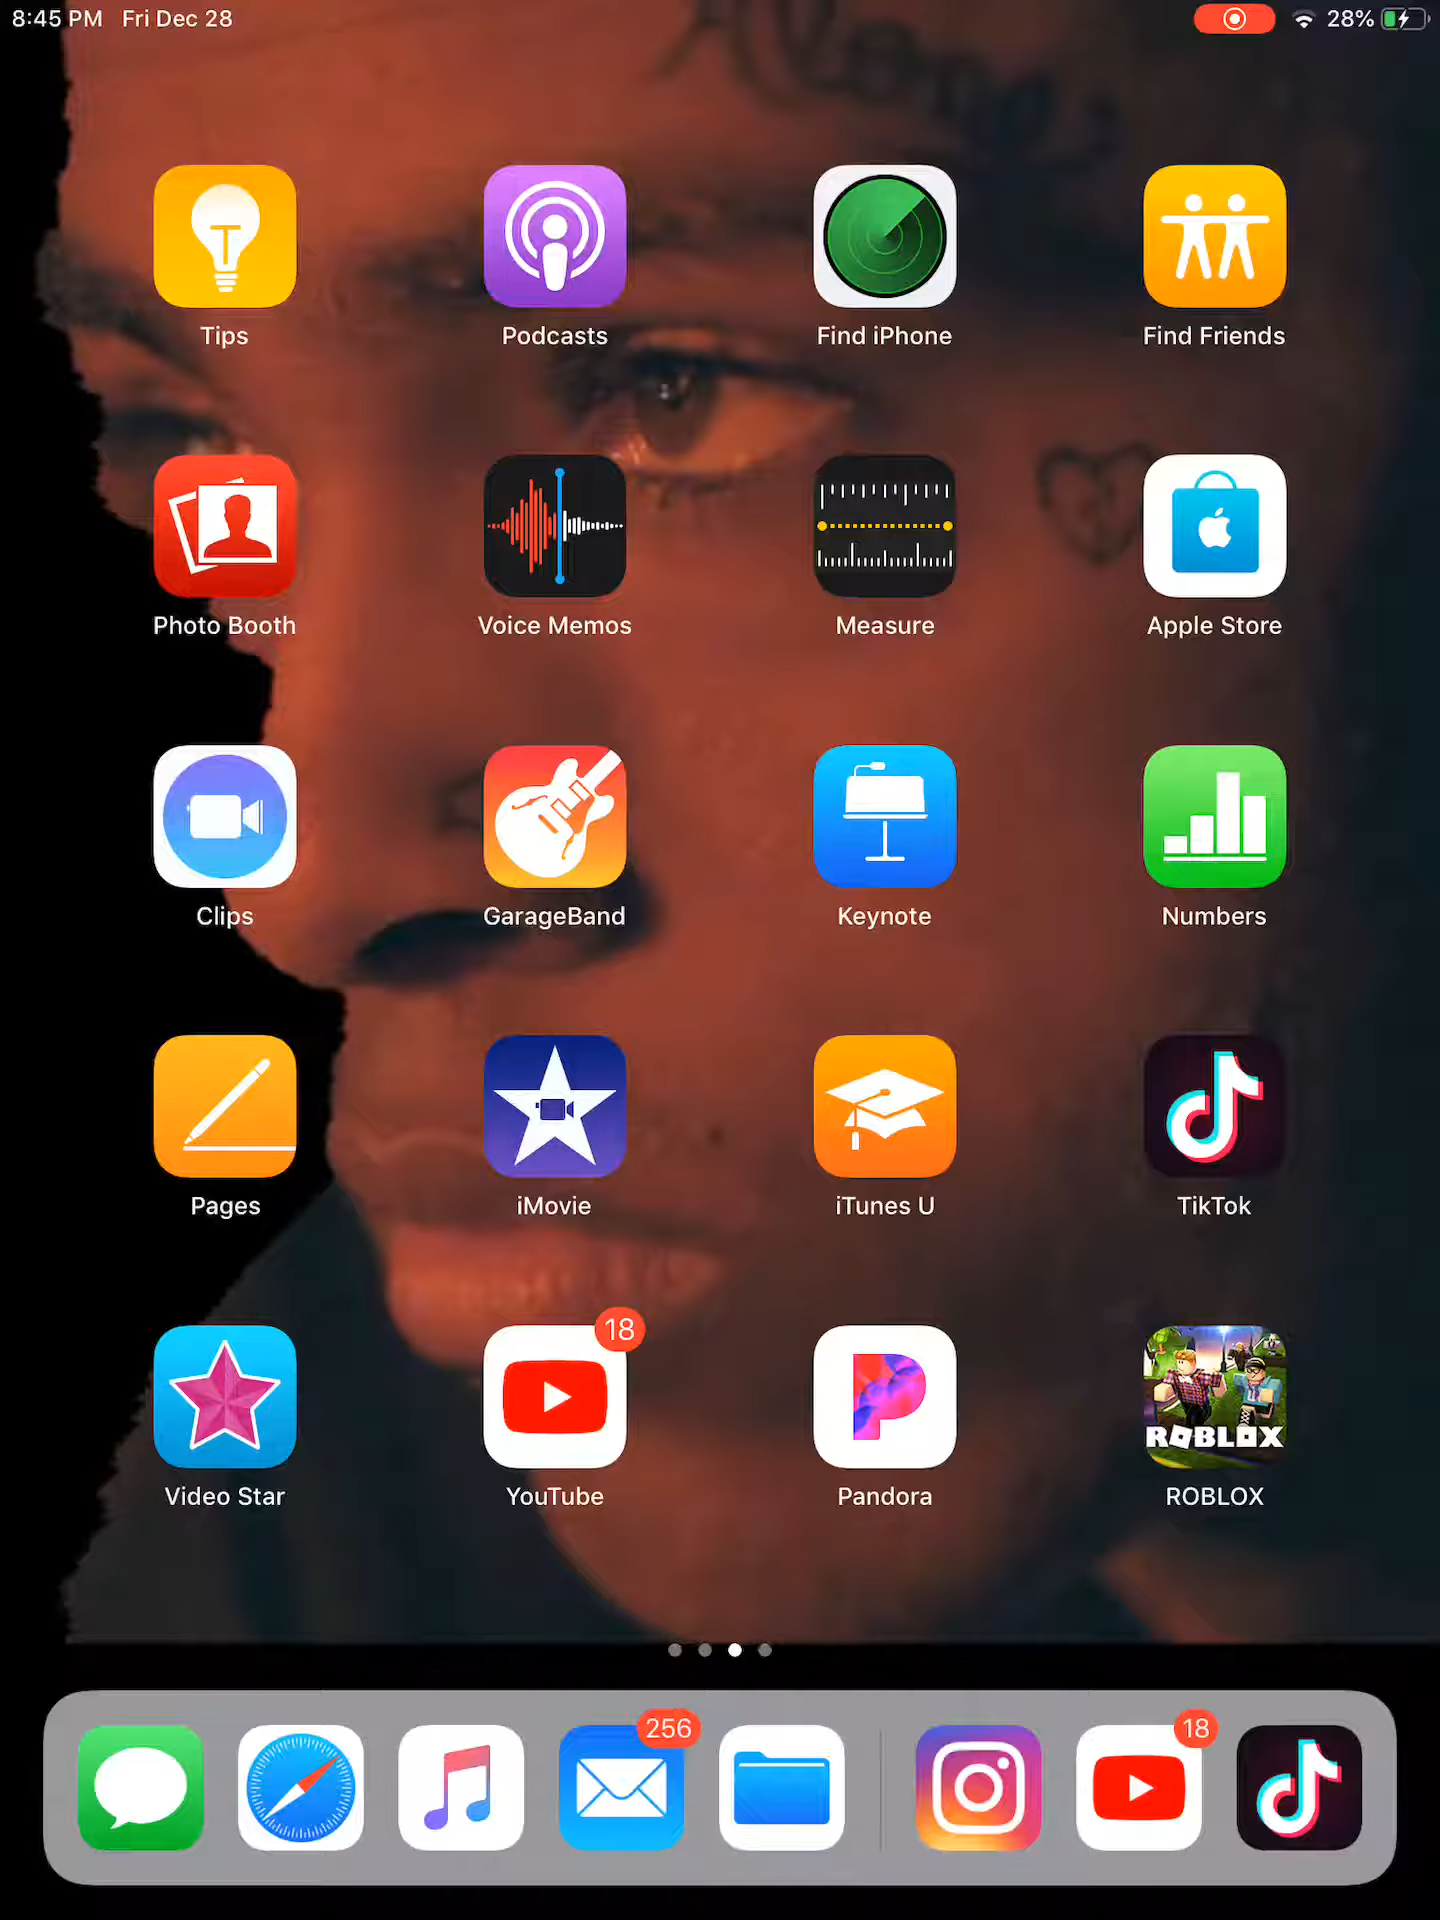 8:45 PM Fri Dec 28
28%
Tips
Podcasts
Find iPhone
Find Friends
Photo Booth
Voice Memos
Measure
Apple Store
Clips
GarageBand
Keynote
Numbers
Pages
iMovie
iTunes U
TikTok
18
ROBLOX
Video Star
YouTube
Pandora
ROBLOX
256
18